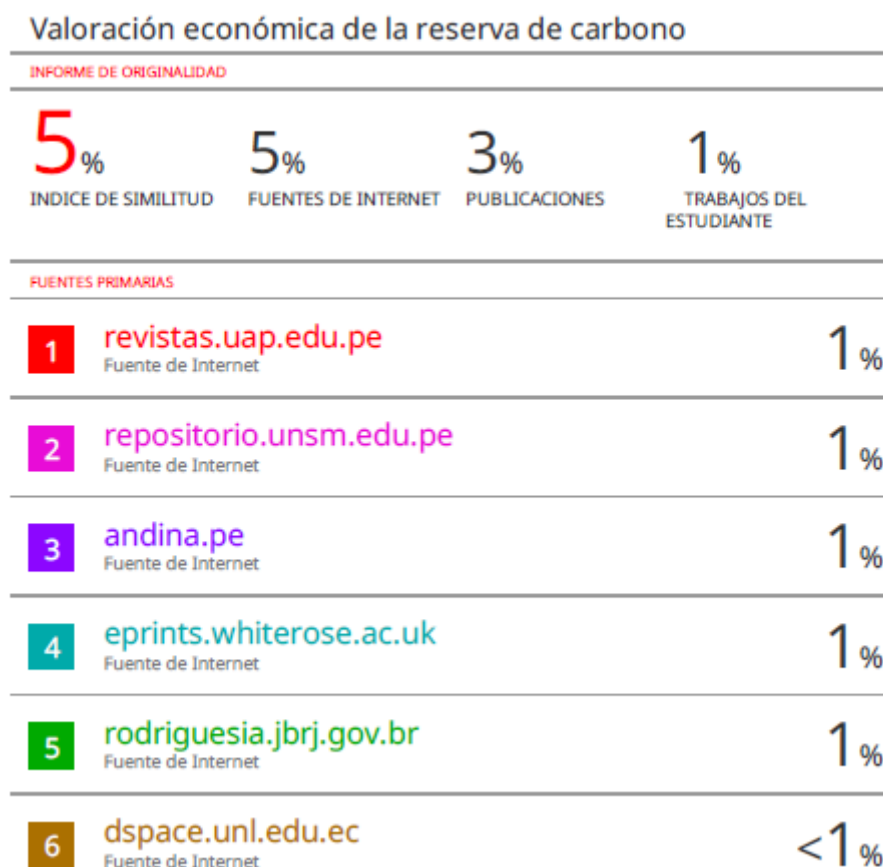 Valoración económica de la reserva de carbono
INFORME DE ORIGINALIDAD
5%
INDICE DE SIMILITUD
5%
FUENTES DE INTERNET
3%
PUBLICACIONES
1%
TRABAJOS DEL
ESTUDIANTE
FUENTES PRIMARIAS
1
revistas.uap.edu.pe
Fuente de Internet
1%
2
repositorio.unsm.edu.pe
Fuente de Internet
1%
3
andina.pe
Fuente de Internet
1%
4
eprints.whiterose.ac.uk
Fuente de Internet
1%
5
rodriguesia.jbrj.gov.br
Fuente de Internet
1%
6
dspace.unl.edu.ec
Fuente de Internet
<1%